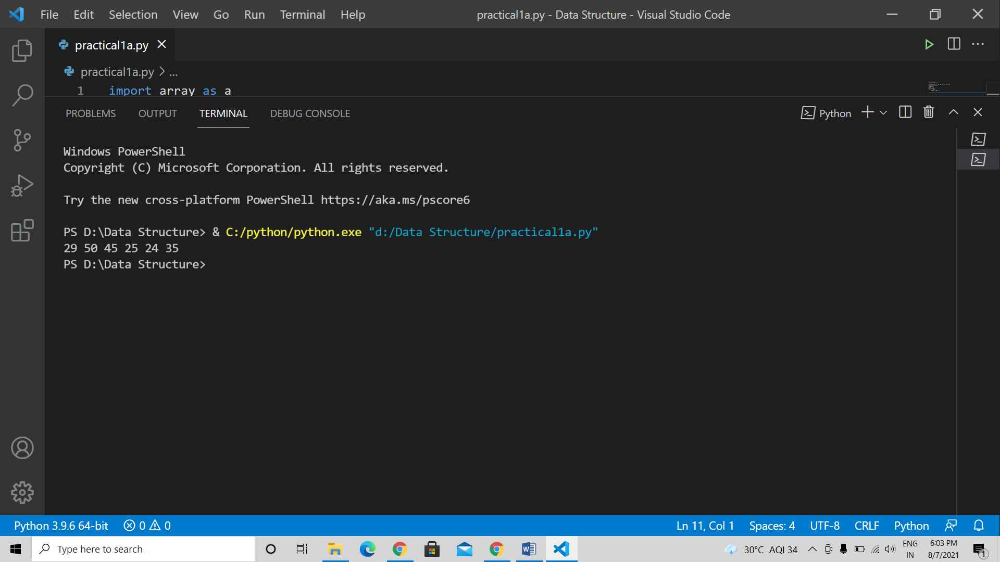 File Edit Selection View Go Run Terminal Help practical1a.py - Data Structure - Visual Studio Code
practical1a.py
practical1a.py > ...
1 import array as a
PROBLEMS OUTPUT TERMINAL DEBUG CONSOLE Python
Windows PowerShell
Copyright (C) Microsoft Corporation. All rights reserved.
Try the new cross-platform PowerShell https://aka.ms/pscore6
PS D:\Data Structure> & C:/python/python.exe "d:/Data Structure/practical1a.py"
29 50 45 25 24 35
PS D:\Data Structure>
Python 3.9.6 64-bit 0 0 Ln 11, Col 1 Spaces: 4 UTF-8 CRLF Python
Type here to search 30°C AQI 34 ENG IN 6:03 PM 8/7/2021 1